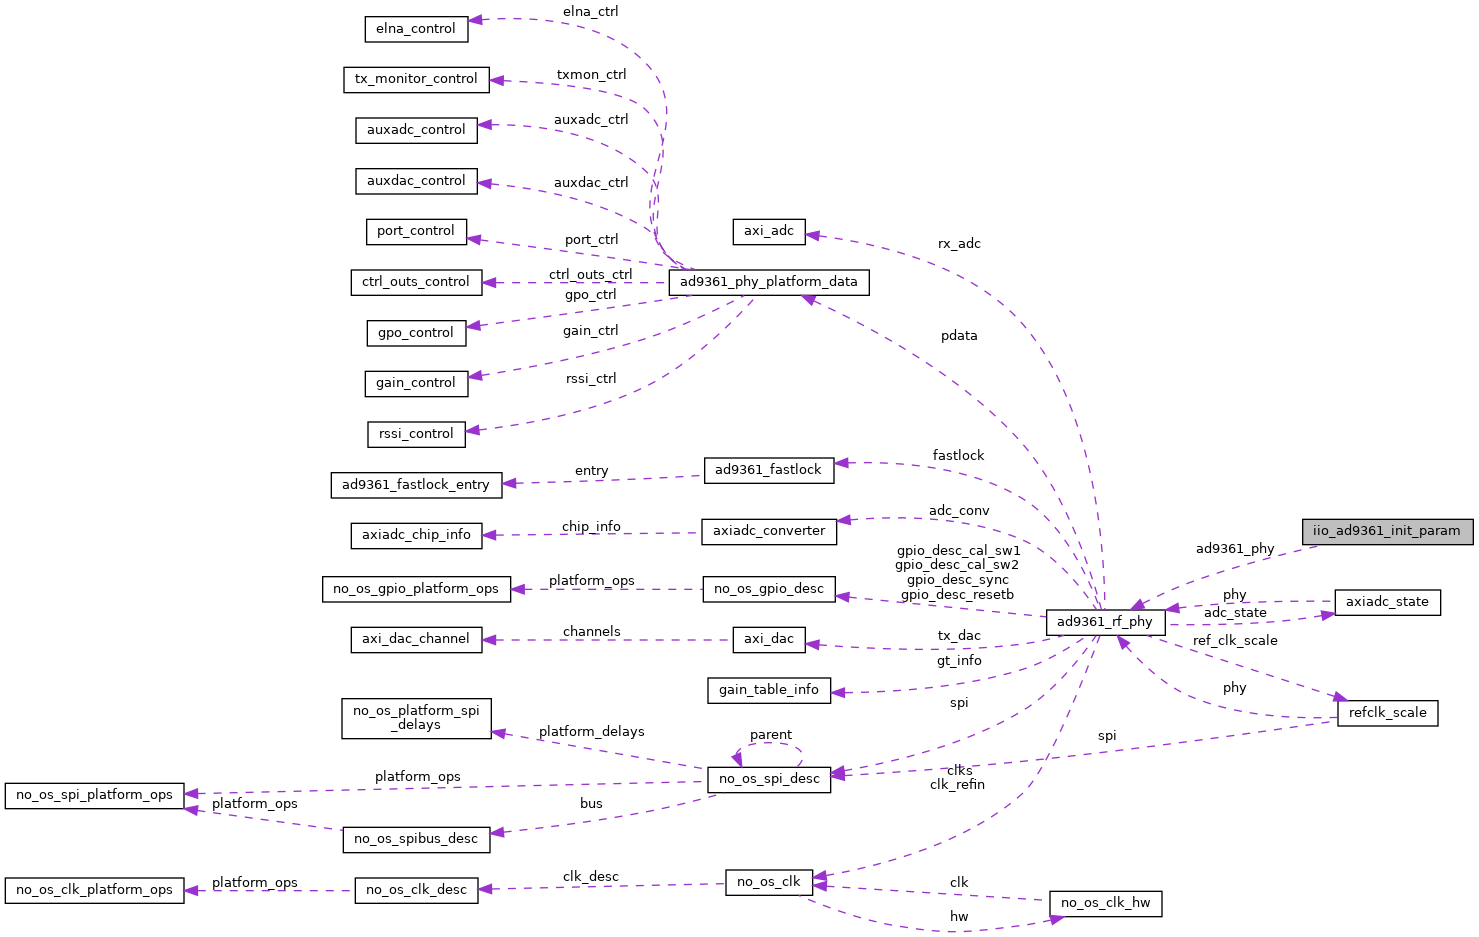 elna_ctrl
elna_control
txmon_ctrl
tx_monitor_control
auxadc_ctrl
auxadc_control
auxdac_ctrl
auxdac_control
port_ctrl
port_control
axi_adc
rx_adc
ctrl_outs_ctrl
ctrl_outs_control
ad9361_phy_platform_data
gpo_ctrl
gpo_control
pdata
gain_ctrl
gain_control
rssi_ctrl
rssi_control
fastlock
entry
ad9361_fastlock
ad9361_fastlock_entry
adc_conv
chip_info
axiadc_chip_info
axiadc_converter
iio_ad9361_init_param
ad9361_phy
gpio_desc_cal_sw1
gpio_desc_cal_sw2
gpio_desc_sync
gpio_desc_resetb
platform_ops
no_os_gpio_platform_ops
no_os_gpio_desc
phy
axiadc_state
adc_state
ad9361_rf_phy
channels
axi_dac_channel
axi_dac
tx_dac
ref_clk_scale
gt_info
gain_table_info
phy
spi
refclk_scale
no_os_platform_spi
_delays
platform_delays
parent
spi
no_os_spi_desc
clks
clk_refin
platform_ops
no_os_spi_platform_ops
platform_ops
bus
no_os_spibus_desc
clk_desc
no_os_clk
clk
platform_ops
no_os_clk_platform_ops
no_os_clk_desc
no_os_clk_hw
hw